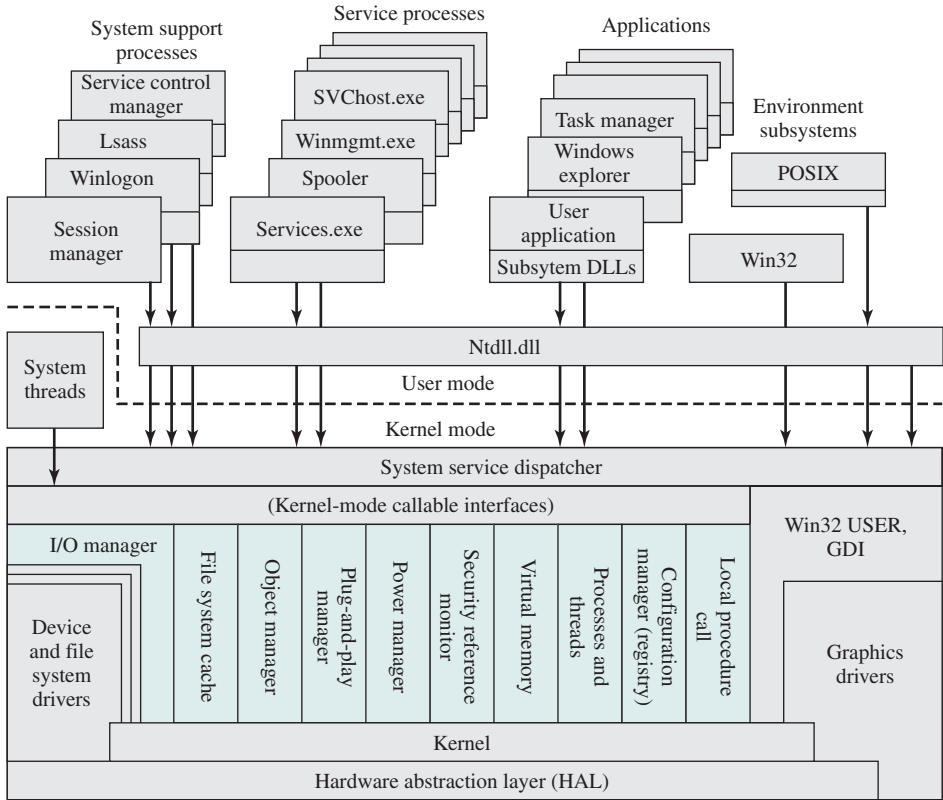 System support
processes
Service control
manager
Lsass
Winlogon
Session
manager
Service processes
SVChost.exe
Winmgmt.exe
Spooler
Services.exe
Applications
Task manager
Windows
explorer
User
application
Subsytem DLLs
Environment
subsystems
POSIX
Win32
System
threads
Ntdll.dll
User mode
Kernel mode
System service dispatcher
(Kernel-mode callable interfaces)
Win32 USER,
GDI
I/O manager
Device
and file
system
drivers
File system cache
Object manager
Plug-and-play
manager
Power manager
Security reference
monitor
Virtual memory
Processes and
threads
Configuration
manager (registry)
Local procedure
call
Graphics
drivers
Kernel
Hardware abstraction layer (HAL)